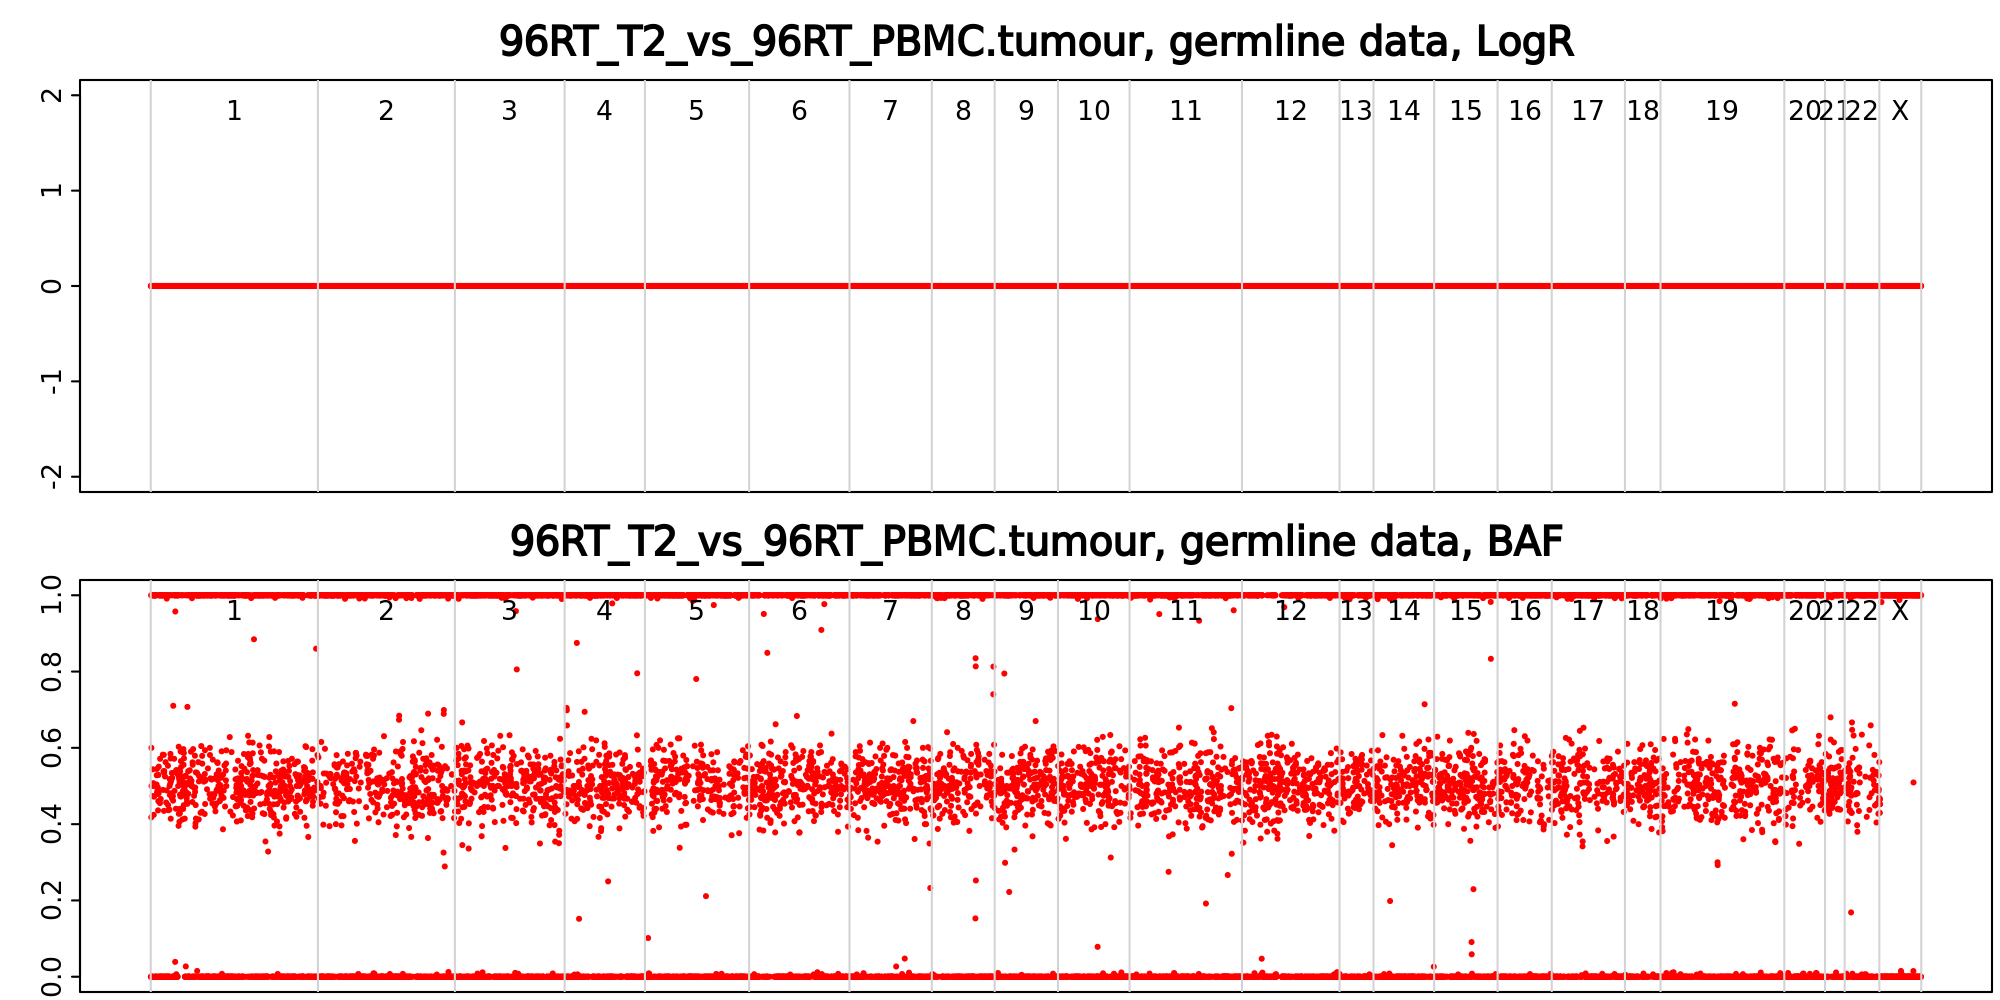 96RT_T2_vs_96RT_PBMC.tumour, germline data, LogR
1 2 3 4 5 6 7 8 9 10 11 12 13 14 15 16 17 18 19 20 21 22 X
2
1
0
-1
-2
96RT_T2_vs_96RT_PBMC.tumour, germline data, BAF
1 2 3 4 5 6 7 8 9 10 11 12 13 14 15 16 17 18 19 20 21 22 X
1.0
0.8
0.6
0.4
0.2
0.0